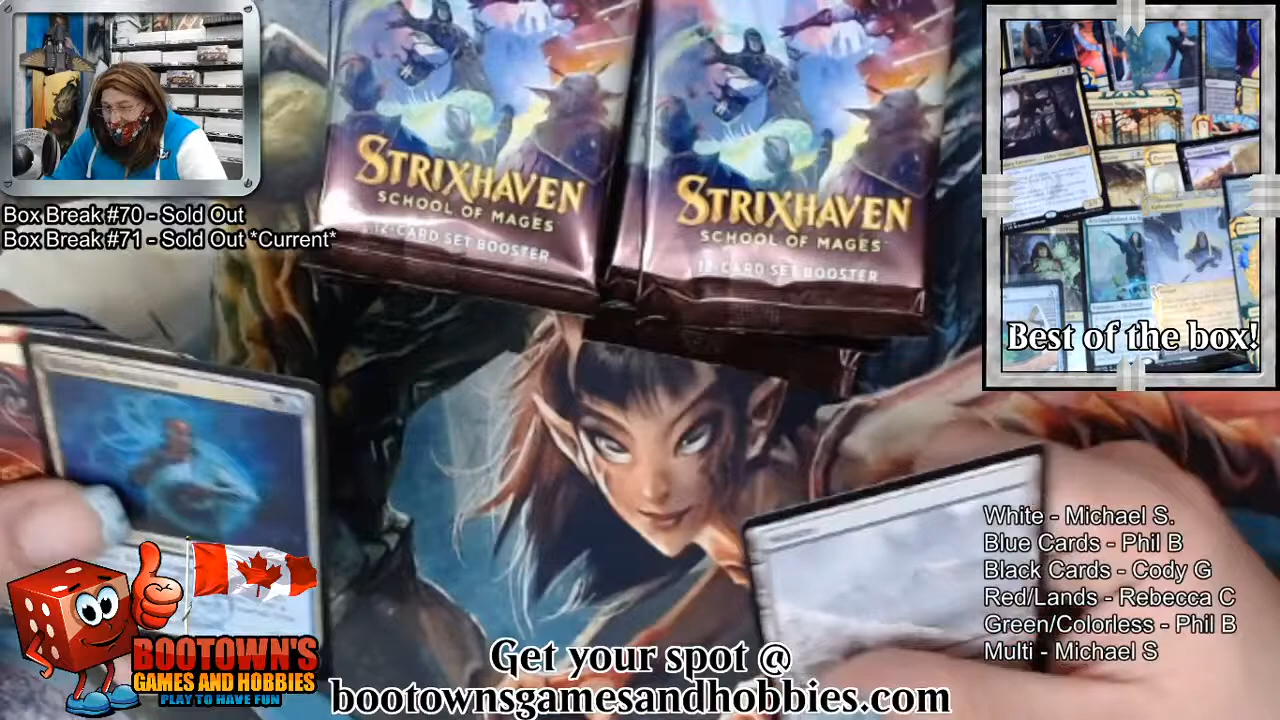 STRIXHAVEN
SCHOOL OF MAGES
12-CARD SET BOOSTER
STRIXHAVEN
SCHOOL OF MAGES
12-CARD SET BOOSTER
Box Break #70 - Sold Out
Box Break #71 - Sold Out *Current*
Best of the box!
White - Michael S.
Blue Cards - Phil B
Black Cards - Cody G
Red/Lands - Rebecca C
Green/Colorless - Phil B
Multi - Michael S
BOOTOWN'S
GAMES AND HOBBIES
PLAY TO HAVE FUN
Get your spot @
bootownsgamesandhobbies.com